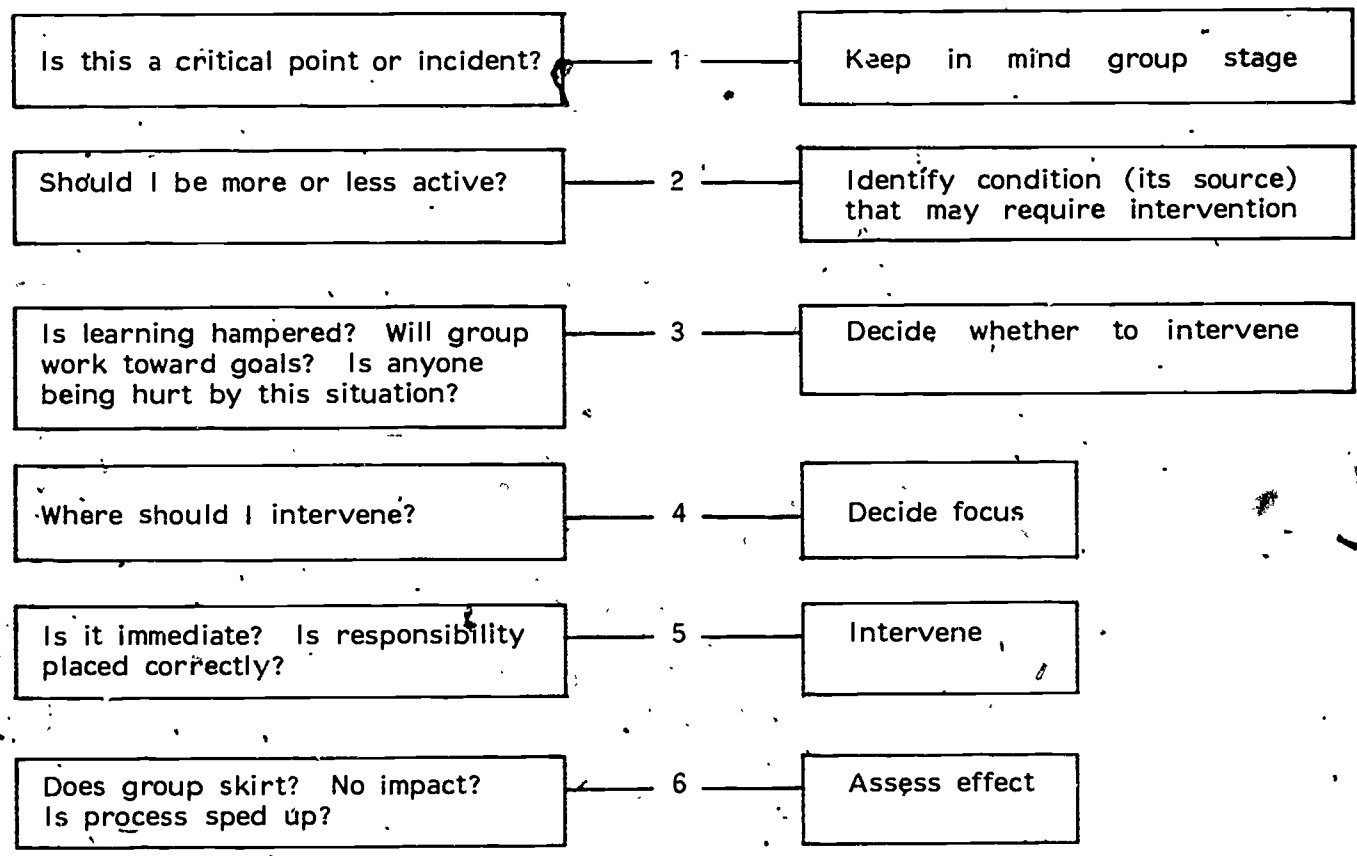 Is this a critical point or incident? 1 Keep in mind group stage
Should I be more or less active? 2 Identify condition (its source)
that may require intervention
Is learning hampered? Will group 3 Decide whether to intervene
work toward goals? Is anyone
being hurt by this situation?
Where should I intervene? 4 Decide focus
Is it immediate? Is responsibility 5 Intervene
placed correctly?
Does group skirt? No impact? 6 Assess effect
Is process sped up?